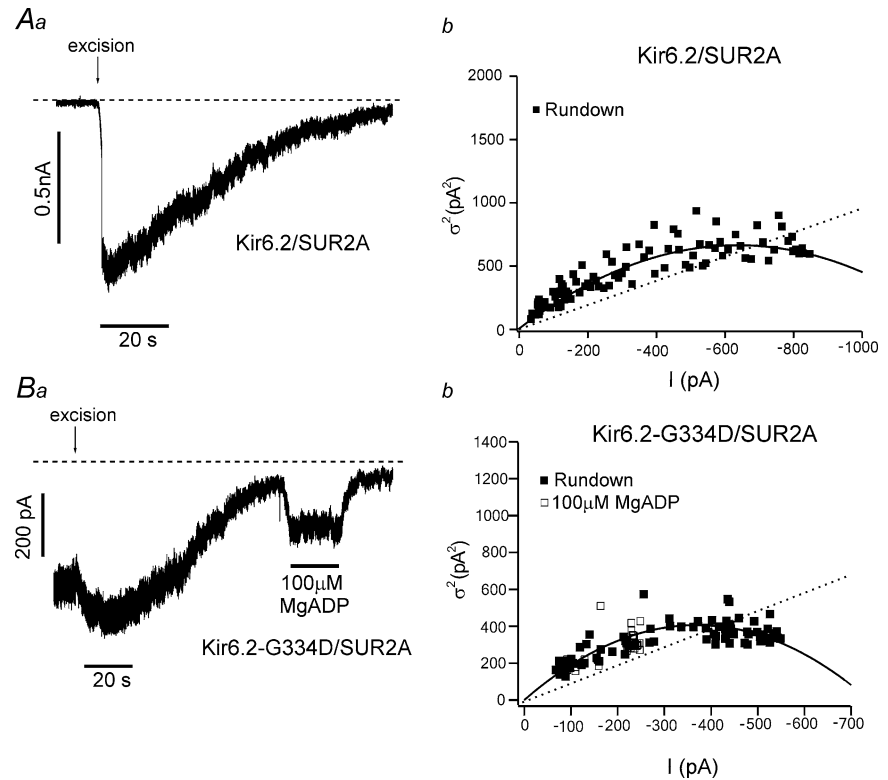 Aa
excision
0.5nA
Kir6.2/SUR2A
20 s
b
Kir6.2/SUR2A
2000
1500
1000
500
0
σ²(pA²)
Rundown
0 -200 -400 -600 -800 -1000
I (pA)
Ba
excision
200 pA
100μM
MgADP
Kir6.2-G334D/SUR2A
20 s
b
Kir6.2-G334D/SUR2A
1400
1200
1000
800
600
400
200
0
σ²(pA²)
Rundown
100μM MgADP
0 -100 -200 -300 -400 -500 -600 -700
I (pA)